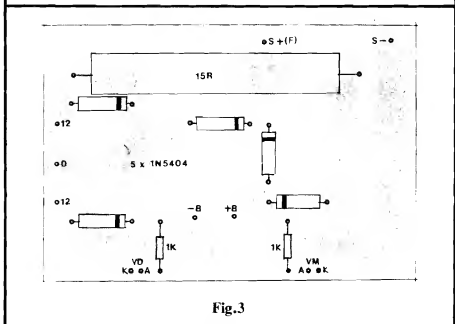 S+(F) S-
15R
12
0 5 x 1N5404
12
-B +B
1K 1K
VD VM
K A A K
Fig.3